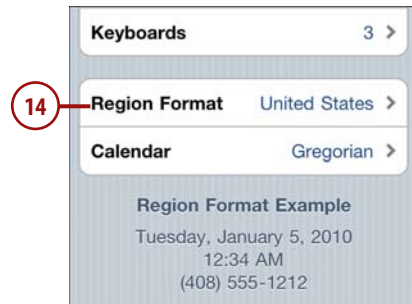 Keyboards 3 >
14 Region Format United States >
Calendar Gregorian >
Region Format Example
Tuesday, January 5, 2010
12:34 AM
(408) 555-1212